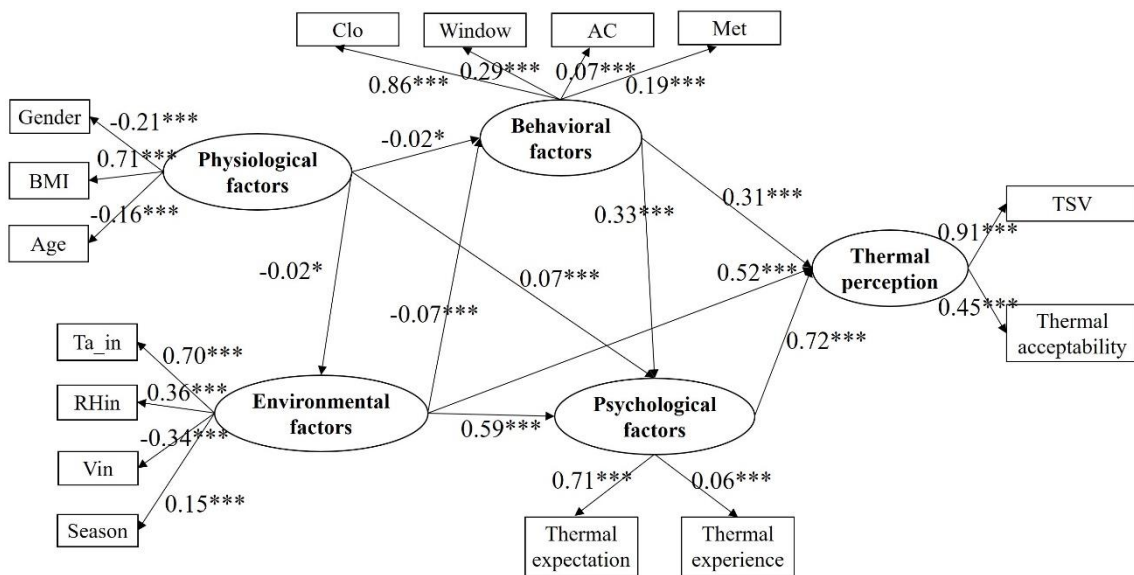 Clo
Window
AC
Met
0.86***
0.29***
0.07***
0.19***
Gender
BMI
Age
-0.21***
0.71***
-0.16***
Physiological
factors
-0.02*
Behavioral
factors
0.31***
0.33***
-0.02*
0.07***
-0.07***
0.52***
Thermal
perception
0.91***
0.45***
TSV
Thermal
acceptability
0.72***
Ta_in
RHin
Vin
Season
0.70***
0.36***
-0.34***
0.15***
Environmental
factors
0.59***
Psychological
factors
0.71***
0.06***
Thermal
expectation
Thermal
experience